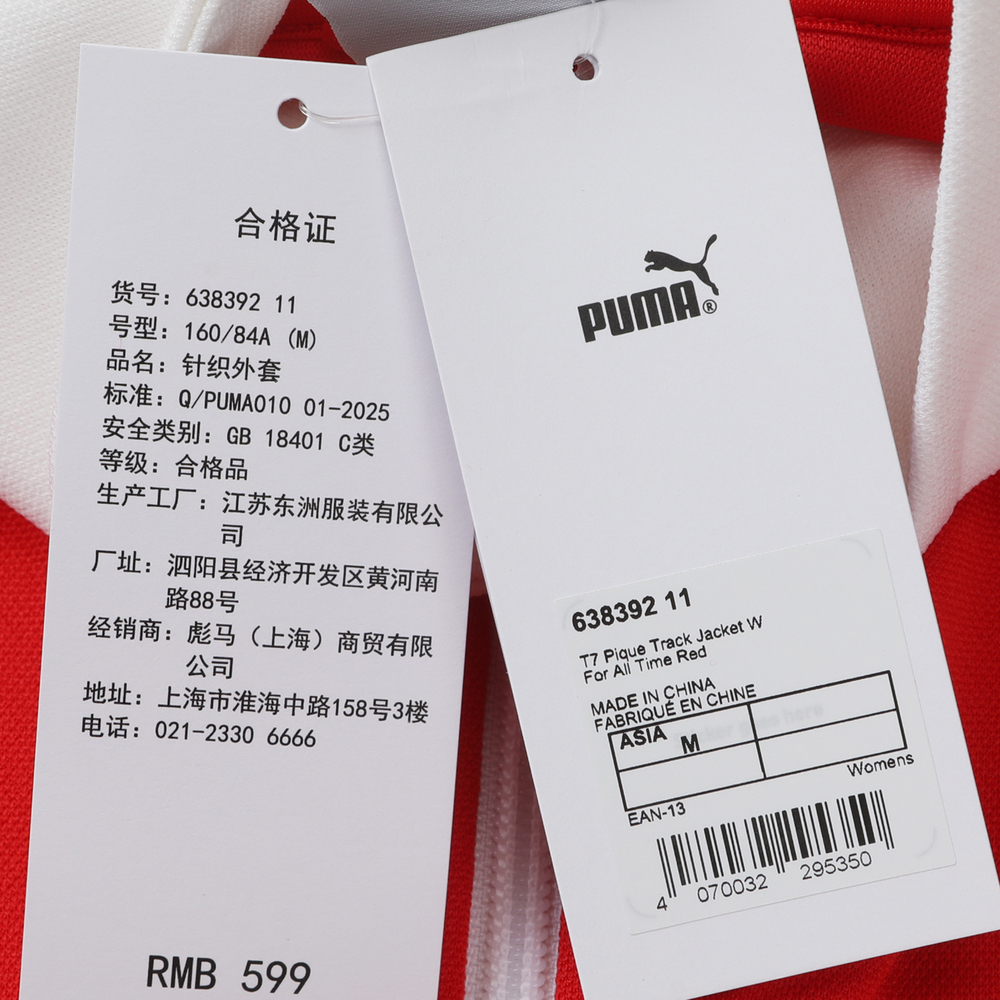 合格证
货号：638392 11
号型：160/84A (M)
品名：针织外套
标准：Q/PUMA010 01-2025
安全类别：GB 18401 C类
等级：合格品
生产工厂：江苏东洲服装有限公
司
厂址：泗阳县经济开发区黄河南
路88号
经销商：彪马（上海）商贸有限
公司
地址：上海市淮海中路158号3楼
电话：021-2330 6666
RMB 599
PUMA®
638392 11
T7 Pique Track Jacket W
For All Time Red
MADE IN CHINA
FABRIQUÉ EN CHINE
ASIA M
Womens
EAN-13
4 070032 295350